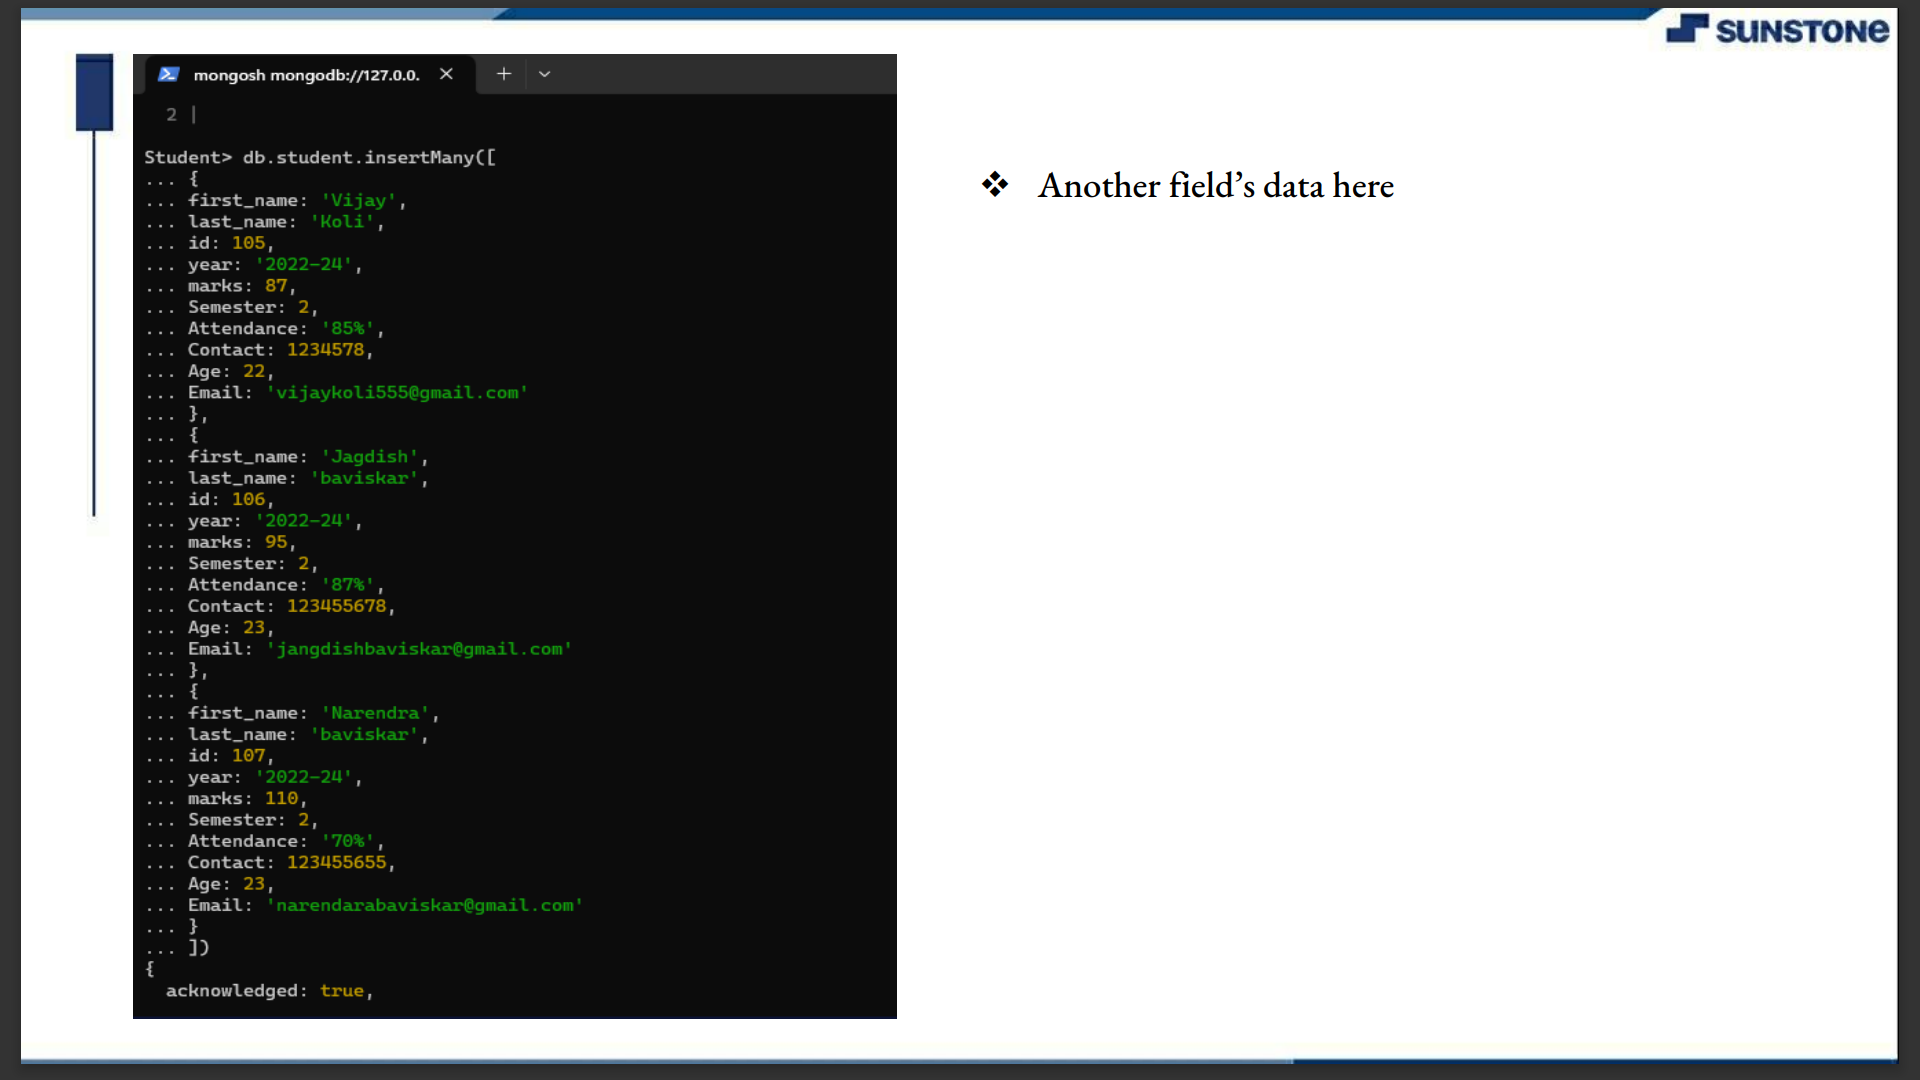 SUNSTONE
mongosh mongodb://127.0.0.
2 |
Student> db.student.insertMany([
... {
... first_name: 'Vijay',
... last_name: 'Koli',
... id: 105,
... year: '2022-24',
... marks: 87,
... Semester: 2,
... Attendance: '85%',
... Contact: 1234578,
... Age: 22,
... Email: 'vijaykoli555@gmail.com'
... },
... {
... first_name: 'Jagdish',
... last_name: 'baviskar',
... id: 106,
... year: '2022-24',
... marks: 95,
... Semester: 2,
... Attendance: '87%',
... Contact: 123455678,
... Age: 23,
... Email: 'jangdishbaviskar@gmail.com'
... },
... {
... first_name: 'Narendra',
... last_name: 'baviskar',
... id: 107,
... year: '2022-24',
... marks: 110,
... Semester: 2,
... Attendance: '70%',
... Contact: 123455655,
... Age: 23,
... Email: 'narendarabaviskar@gmail.com'
... }
... ])
{
acknowledged: true,
❖ Another field’s data here